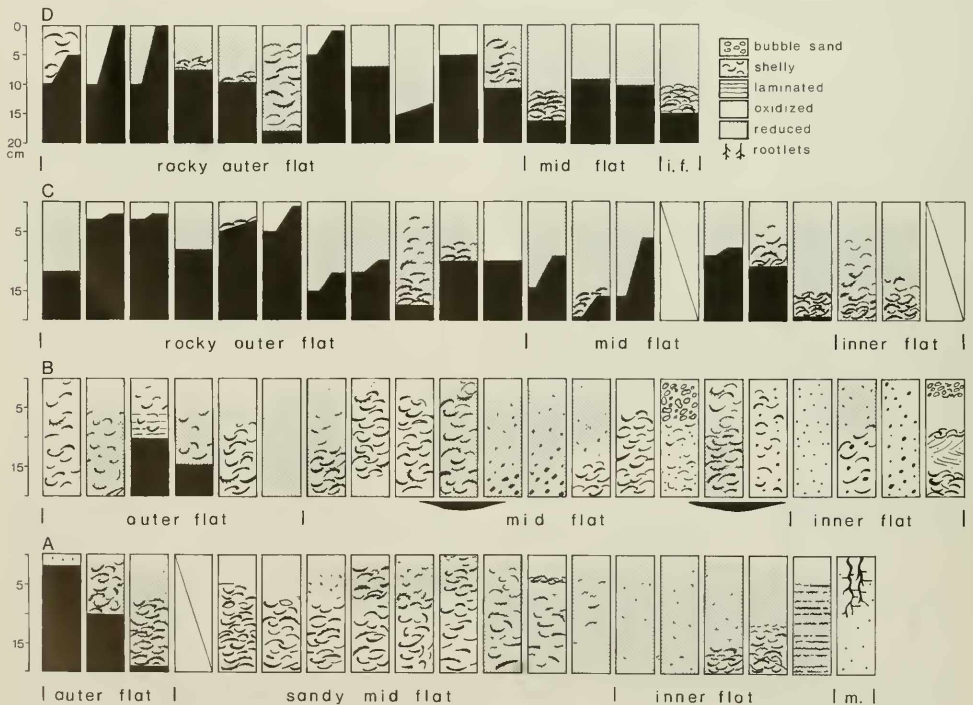 D
0
5
10
15
20
cm
bubble sand
shelly
laminated
oxidized
reduced
rootlets
rocky outer flat
mid flat
i.f.
C
5
15
rocky outer flat
mid flat
inner flat
B
5
15
outer flat
mid flat
inner flat
A
5
15
outer flat
sandy mid flat
inner flat
m.